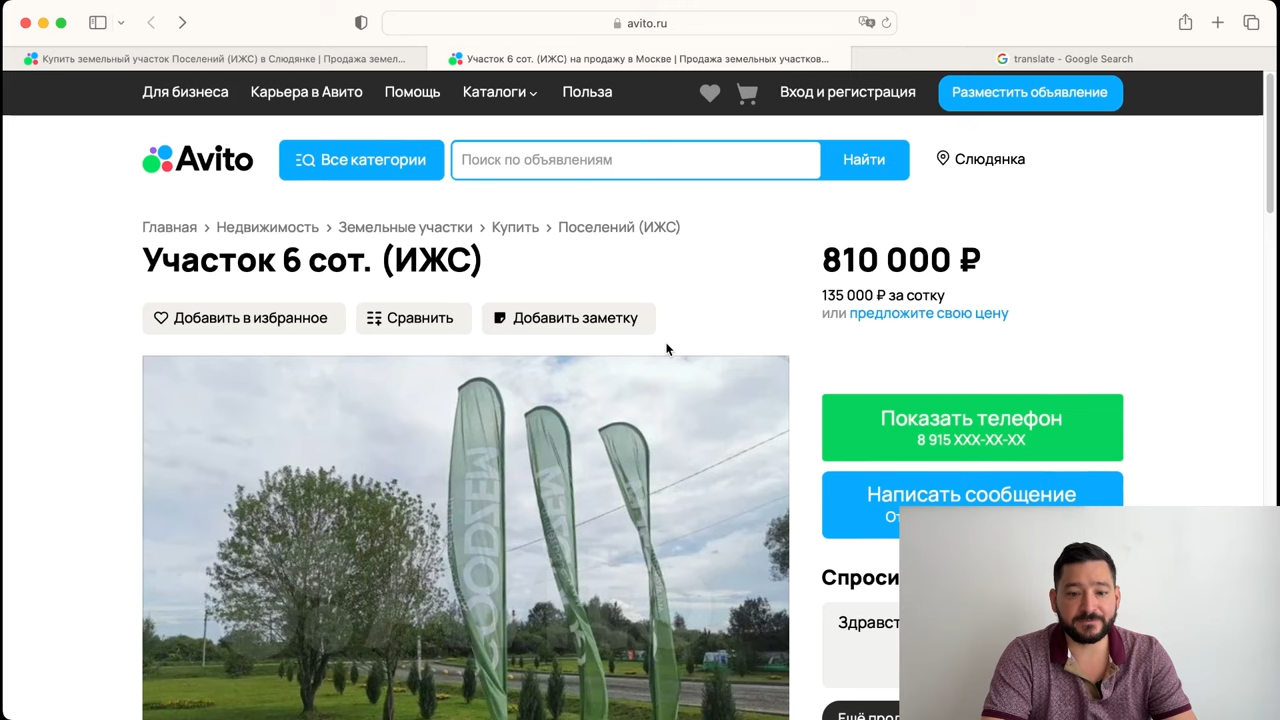 avito.ru
Купить земельный участок Поселений (ИЖС) в Слюдянке | Продажа земел...
Участок 6 сот. (ИЖС) на продажу в Москве | Продажа земельных участков...
translate - Google Search
Для бизнеса
Карьера в Авито
Помощь
Каталоги
Польза
Вход и регистрация
Разместить объявление
Avito
Все категории
Поиск по объявлениям
Найти
Слюдянка
Главная > Недвижимость > Земельные участки > Купить > Поселений (ИЖС)
Участок 6 сот. (ИЖС)
810 000 ₽
135 000 ₽ за сотку
или предложите свою цену
Добавить в избранное
Сравнить
Добавить заметку
Показать телефон
8 915 XXX-XX-XX
Написать сообщение